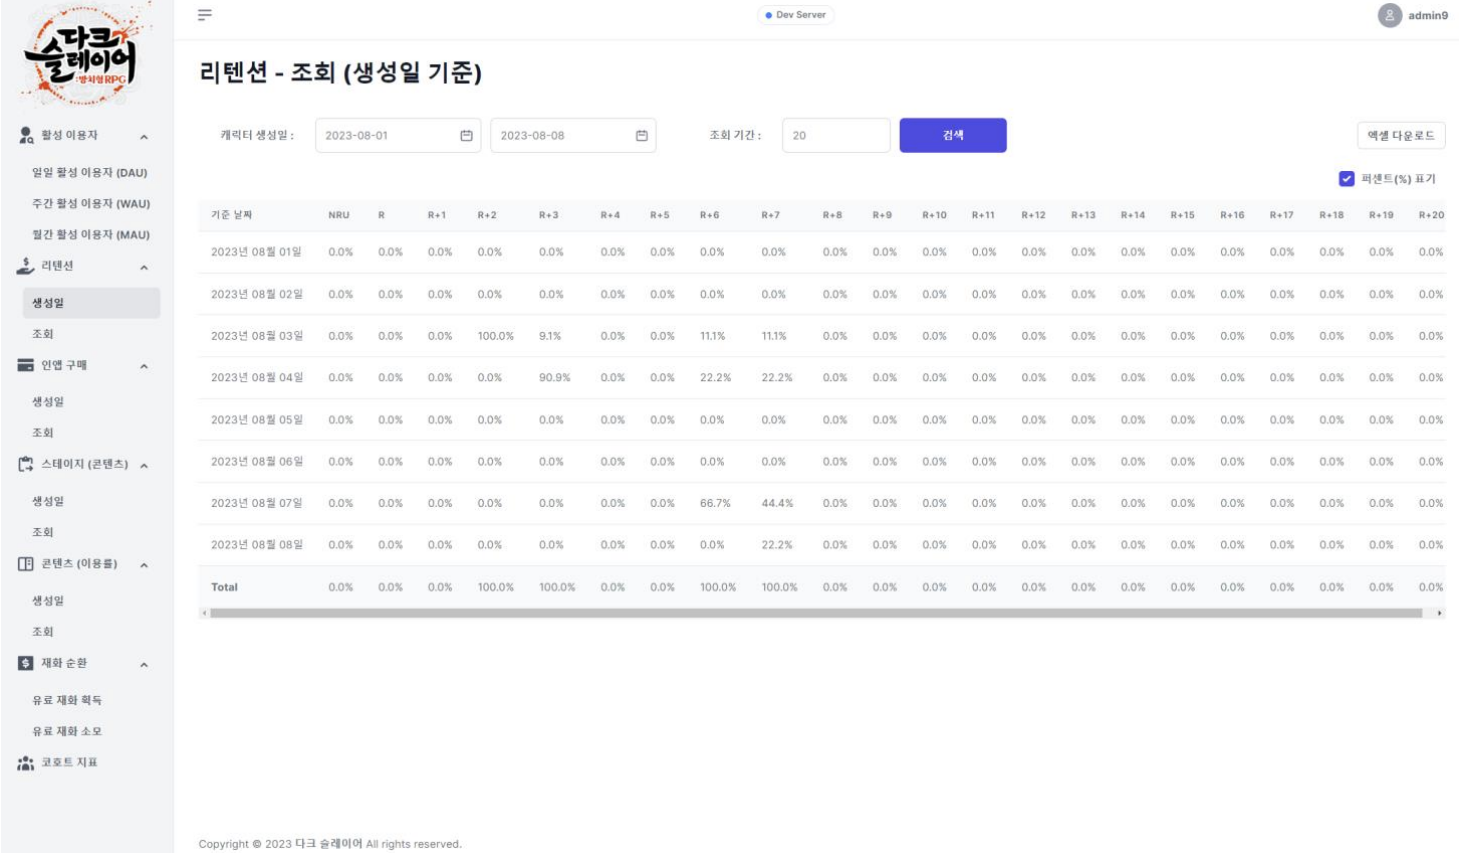 다크
슬레이어
:방치형RPG
Dev Server
admin9
활성 이용자
일일 활성 이용자 (DAU)
주간 활성 이용자 (WAU)
월간 활성 이용자 (MAU)
리텐션
생성일
조회
인앱 구매
생성일
조회
스테이지 (콘텐츠)
생성일
조회
콘텐츠 (이용률)
생성일
조회
재화 순환
유료 재화 획득
유료 재화 소모
코호트 지표
리텐션 - 조회 (생성일 기준)
캐릭터 생성일 : 2023-08-01 2023-08-08 조회 기간 : 20 검색 엑셀 다운로드
퍼센트(%) 표기
기준 날짜 NRU R R+1 R+2 R+3 R+4 R+5 R+6 R+7 R+8 R+9 R+10 R+11 R+12 R+13 R+14 R+15 R+16 R+17 R+18 R+19 R+20
2023년 08월 01일 0.0% 0.0% 0.0% 0.0% 0.0% 0.0% 0.0% 0.0% 0.0% 0.0% 0.0% 0.0% 0.0% 0.0% 0.0% 0.0% 0.0% 0.0% 0.0% 0.0% 0.0% 0.0%
2023년 08월 02일 0.0% 0.0% 0.0% 0.0% 0.0% 0.0% 0.0% 0.0% 0.0% 0.0% 0.0% 0.0% 0.0% 0.0% 0.0% 0.0% 0.0% 0.0% 0.0% 0.0% 0.0% 0.0%
2023년 08월 03일 0.0% 0.0% 0.0% 100.0% 9.1% 0.0% 0.0% 11.1% 11.1% 0.0% 0.0% 0.0% 0.0% 0.0% 0.0% 0.0% 0.0% 0.0% 0.0% 0.0% 0.0% 0.0%
2023년 08월 04일 0.0% 0.0% 0.0% 0.0% 90.9% 0.0% 0.0% 22.2% 22.2% 0.0% 0.0% 0.0% 0.0% 0.0% 0.0% 0.0% 0.0% 0.0% 0.0% 0.0% 0.0% 0.0%
2023년 08월 05일 0.0% 0.0% 0.0% 0.0% 0.0% 0.0% 0.0% 0.0% 0.0% 0.0% 0.0% 0.0% 0.0% 0.0% 0.0% 0.0% 0.0% 0.0% 0.0% 0.0% 0.0% 0.0%
2023년 08월 06일 0.0% 0.0% 0.0% 0.0% 0.0% 0.0% 0.0% 0.0% 0.0% 0.0% 0.0% 0.0% 0.0% 0.0% 0.0% 0.0% 0.0% 0.0% 0.0% 0.0% 0.0% 0.0%
2023년 08월 07일 0.0% 0.0% 0.0% 0.0% 0.0% 0.0% 0.0% 66.7% 44.4% 0.0% 0.0% 0.0% 0.0% 0.0% 0.0% 0.0% 0.0% 0.0% 0.0% 0.0% 0.0% 0.0%
2023년 08월 08일 0.0% 0.0% 0.0% 0.0% 0.0% 0.0% 0.0% 0.0% 22.2% 0.0% 0.0% 0.0% 0.0% 0.0% 0.0% 0.0% 0.0% 0.0% 0.0% 0.0% 0.0% 0.0%
Total 0.0% 0.0% 0.0% 100.0% 100.0% 0.0% 0.0% 100.0% 100.0% 0.0% 0.0% 0.0% 0.0% 0.0% 0.0% 0.0% 0.0% 0.0% 0.0% 0.0% 0.0% 0.0%
Copyright © 2023 다크 슬레이어 All rights reserved.